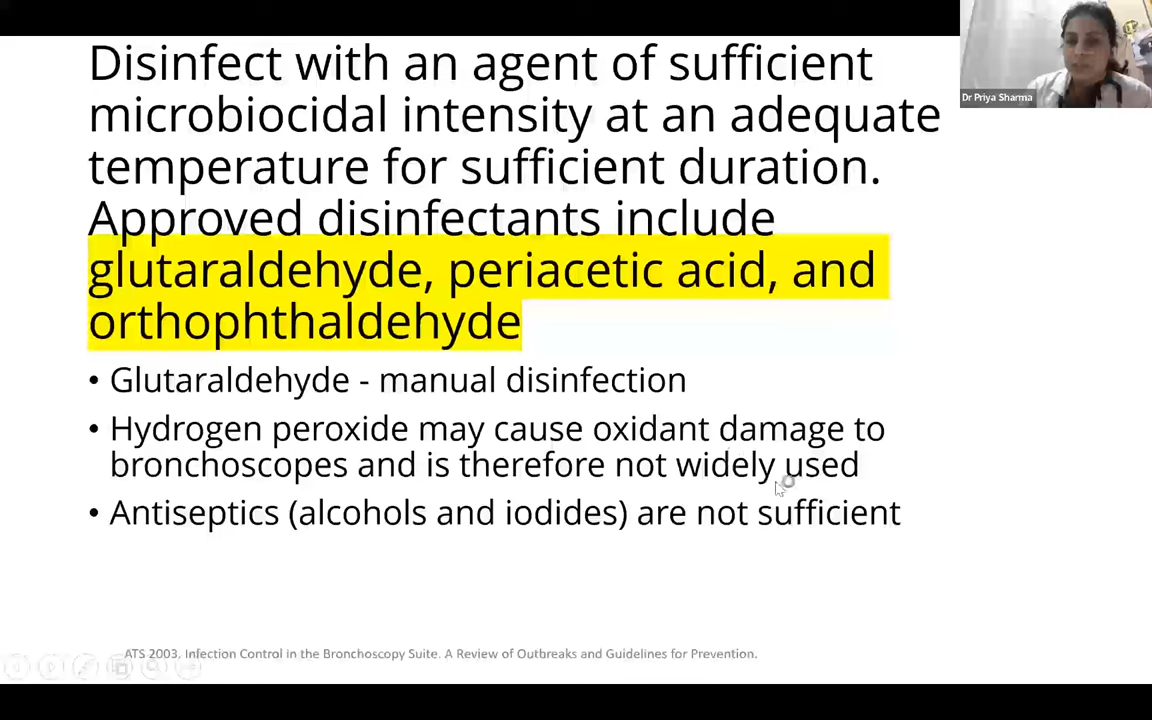 Disinfect with an agent of sufficient
microbiocidal intensity at an adequate
temperature for sufficient duration.
Approved disinfectants include
glutaraldehyde, periacetic acid, and
orthophthaldehyde
• Glutaraldehyde - manual disinfection
• Hydrogen peroxide may cause oxidant damage to
bronchoscopes and is therefore not widely used
• Antiseptics (alcohols and iodides) are not sufficient
ATS 2003. Infection Control in the Bronchoscopy Suite. A Review of Outbreaks and Guidelines for Prevention.
Dr Priya Sharma